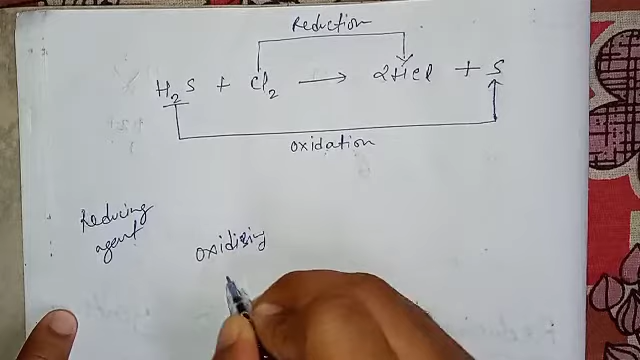 Reduction
H₂S + Cl₂ → 2HCl + S
oxidation
Reducing
agent
oxidising